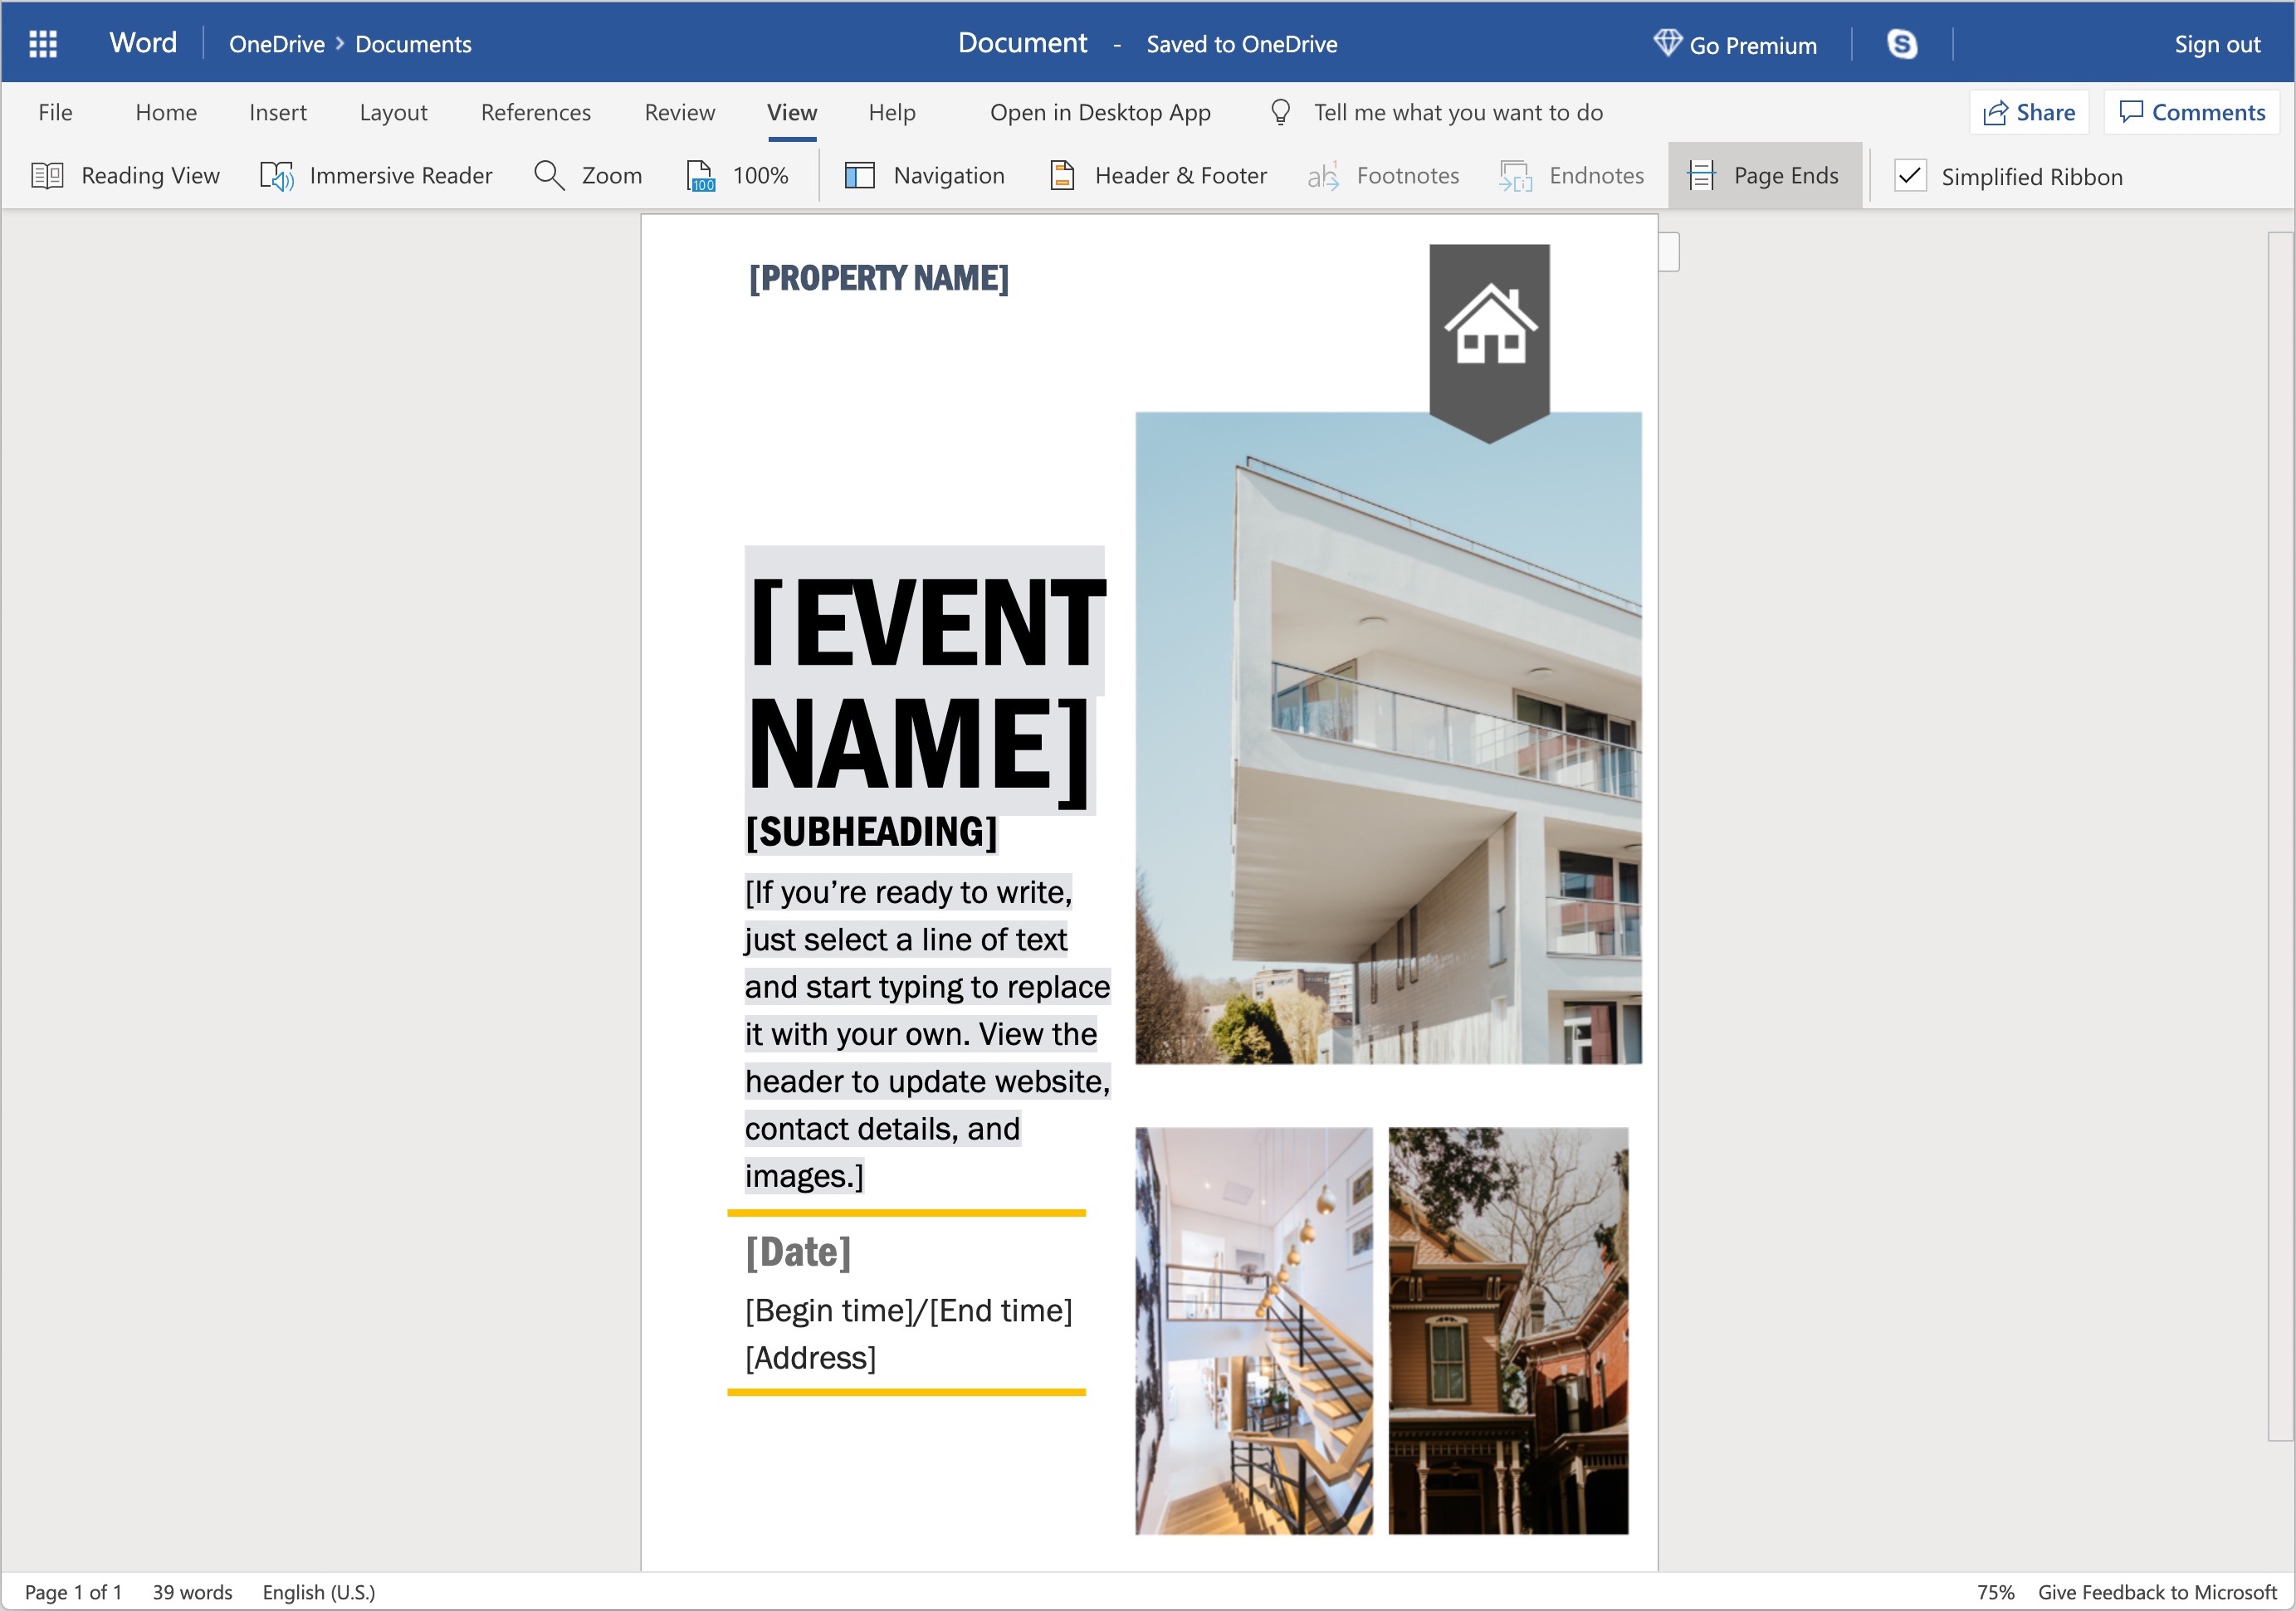 Word OneDrive > Documents Document - Saved to OneDrive Go Premium Sign out
File Home Insert Layout References Review View Help Open in Desktop App Tell me what you want to do Share Comments
Reading View Immersive Reader Zoom 100 100% Navigation Header & Footer ab1 Footnotes [i] Endnotes Page Ends Simplified Ribbon
[PROPERTY NAME]
[EVENT
NAME]
[SUBHEADING]
[If you’re ready to write,
just select a line of text
and start typing to replace
it with your own. View the
header to update website,
contact details, and
images.]
[Date]
[Begin time]/[End time]
[Address]
Page 1 of 1 39 words English (U.S.) 75% Give Feedback to Microsoft